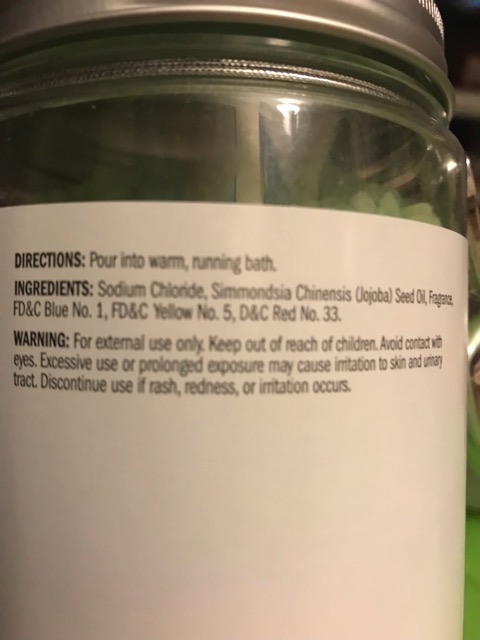 DIRECTIONS: Pour into warm, running bath.
INGREDIENTS: Sodium Chloride, Simmondsia Chinensis (Jojoba) Seed Oil, Fragrance,
FD&C Blue No. 1, FD&C Yellow No. 5, D&C Red No. 33.
WARNING: For external use only. Keep out of reach of children. Avoid contact with
eyes. Excessive use or prolonged exposure may cause irritation to skin and urinary
tract. Discontinue use if rash, redness, or irritation occurs.